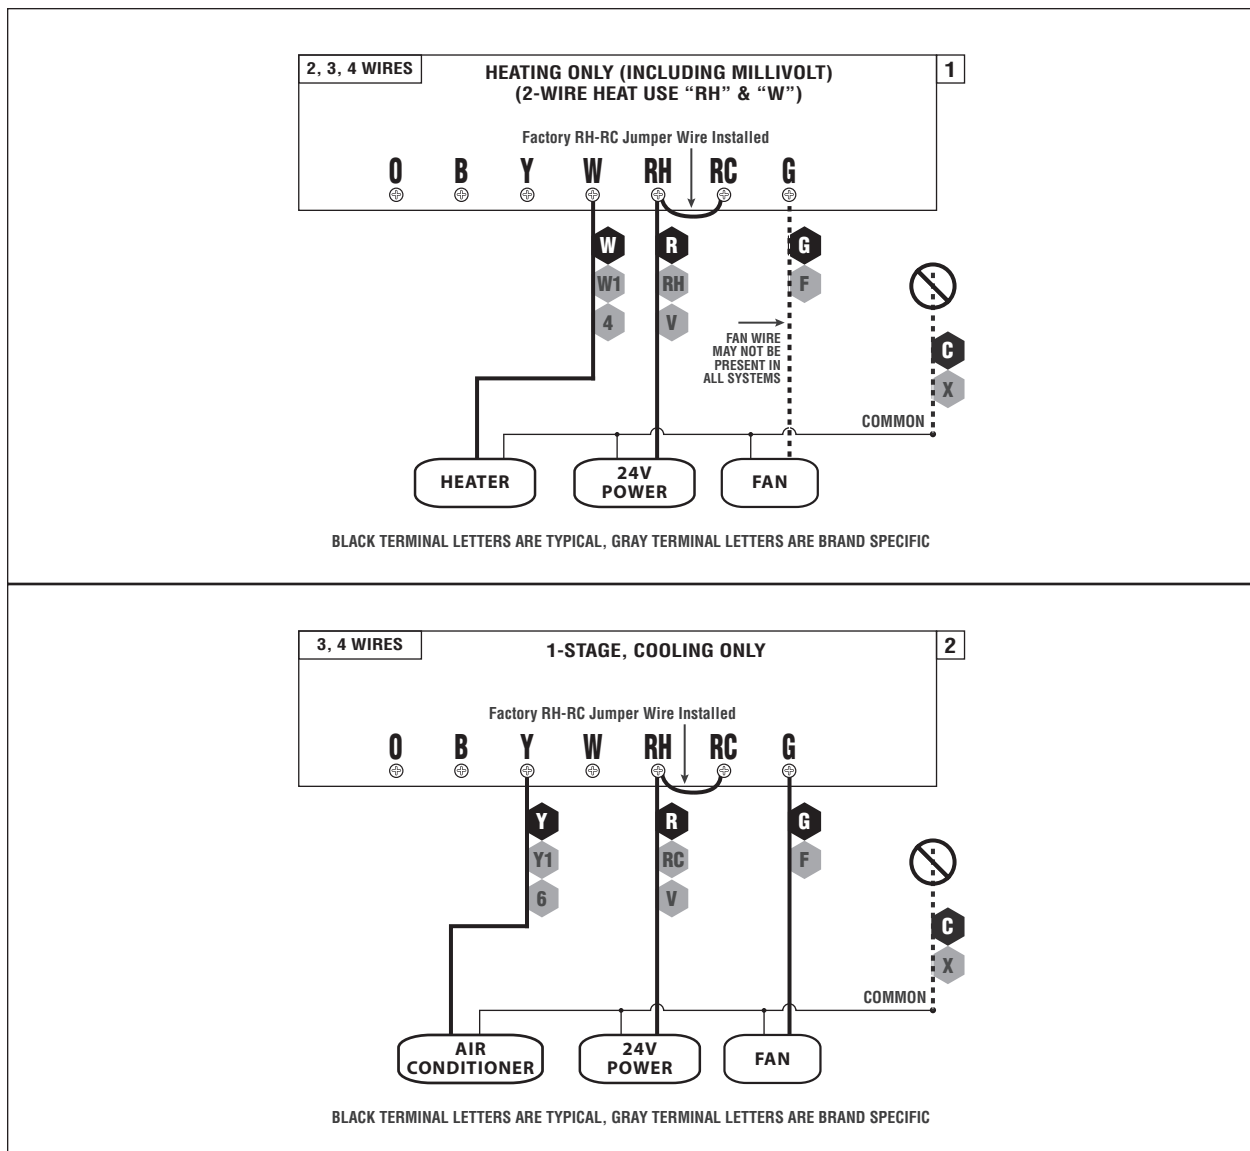 2, 3, 4 WIRES
HEATING ONLY (INCLUDING MILLIVOLT)
(2-WIRE HEAT USE “RH” & “W”)
1
Factory RH-RC Jumper Wire Installed
O B Y W RH RC G
W R G
W1 RH F
4 V
FAN WIRE
MAY NOT BE
PRESENT IN
ALL SYSTEMS
C
X
COMMON
HEATER
24V
POWER
FAN
BLACK TERMINAL LETTERS ARE TYPICAL, GRAY TERMINAL LETTERS ARE BRAND SPECIFIC
3, 4 WIRES
1-STAGE, COOLING ONLY
2
Factory RH-RC Jumper Wire Installed
O B Y W RH RC G
Y R G
Y1 RC F
6 V
C
X
COMMON
AIR
CONDITIONER
24V
POWER
FAN
BLACK TERMINAL LETTERS ARE TYPICAL, GRAY TERMINAL LETTERS ARE BRAND SPECIFIC